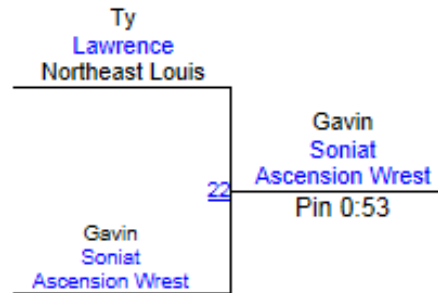 Ty
Lawrence
Northeast Louis
Gavin
Soniat
Ascension Wrest
22
Pin 0:53
Gavin
Soniat
Ascension Wrest